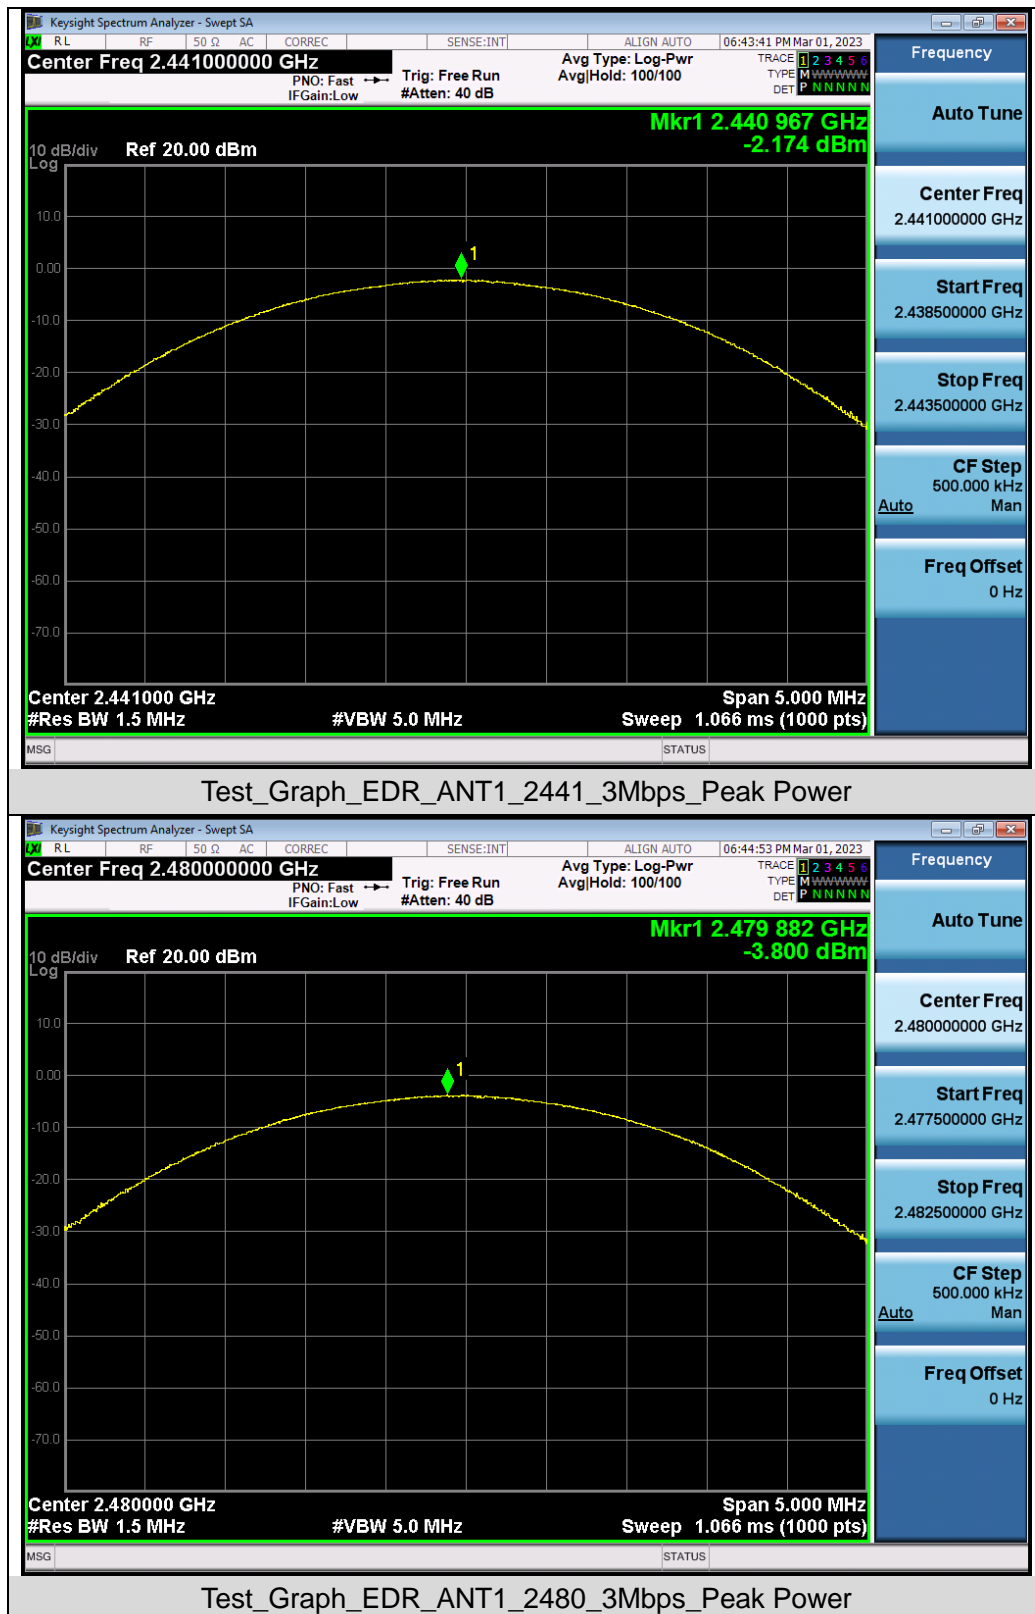 Keysight Spectrum Analyzer - Swept SA
LXI RL RF 50 Ω AC CORREC SENSE:INT ALIGN AUTO 06:43:41 PM Mar 01, 2023
Center Freq 2.441000000 GHz
PNO: Fast
IFGain:Low
Trig: Free Run
#Atten: 40 dB
Avg Type: Log-Pwr
Avg|Hold: 100/100
TRACE 1 2 3 4 5 6
TYPE M WWWWW
DET P N N N N N
Mkr1 2.440 967 GHz
-2.174 dBm
10 dB/div Ref 20.00 dBm
Log
10.0
0.00
-10.0
-20.0
-30.0
-40.0
-50.0
-60.0
-70.0
1
Center 2.441000 GHz Span 5.000 MHz
#Res BW 1.5 MHz #VBW 5.0 MHz Sweep 1.066 ms (1000 pts)
MSG STATUS
Frequency
Auto Tune
Center Freq
2.441000000 GHz
Start Freq
2.438500000 GHz
Stop Freq
2.443500000 GHz
CF Step
500.000 kHz
Auto Man
Freq Offset
0 Hz
Test_Graph_EDR_ANT1_2441_3Mbps_Peak Power
Keysight Spectrum Analyzer - Swept SA
LXI RL RF 50 Ω AC CORREC SENSE:INT ALIGN AUTO 06:44:53 PM Mar 01, 2023
Center Freq 2.480000000 GHz
PNO: Fast
IFGain:Low
Trig: Free Run
#Atten: 40 dB
Avg Type: Log-Pwr
Avg|Hold: 100/100
TRACE 1 2 3 4 5 6
TYPE M WWWWW
DET P N N N N N
Mkr1 2.479 882 GHz
-3.800 dBm
10 dB/div Ref 20.00 dBm
Log
10.0
0.00
-10.0
-20.0
-30.0
-40.0
-50.0
-60.0
-70.0
1
Center 2.480000 GHz Span 5.000 MHz
#Res BW 1.5 MHz #VBW 5.0 MHz Sweep 1.066 ms (1000 pts)
MSG STATUS
Frequency
Auto Tune
Center Freq
2.480000000 GHz
Start Freq
2.477500000 GHz
Stop Freq
2.482500000 GHz
CF Step
500.000 kHz
Auto Man
Freq Offset
0 Hz
Test_Graph_EDR_ANT1_2480_3Mbps_Peak Power